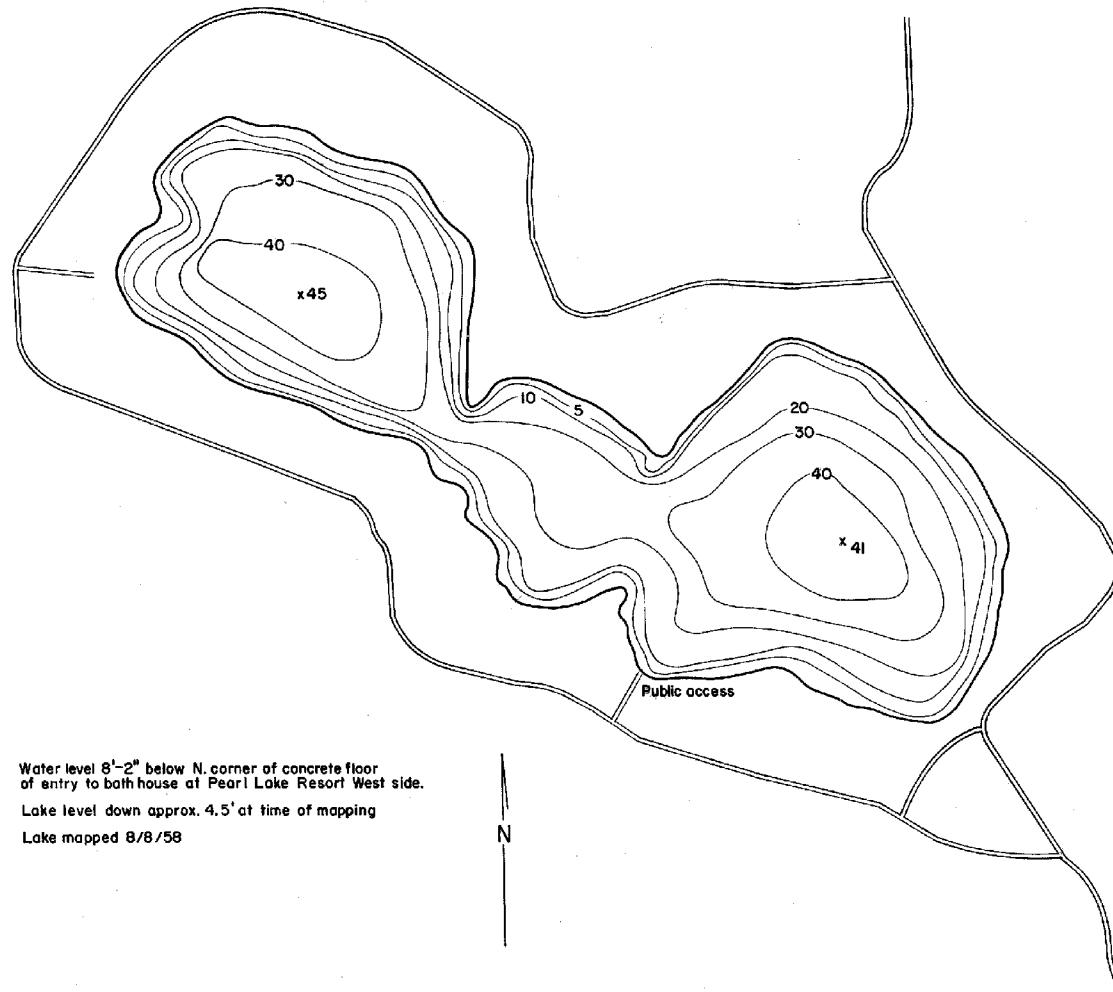 30
40
x45
10
5
20
30
40
x 41
Public access
Water level 8'-2" below N. corner of concrete floor
of entry to bath house at Pearl Lake Resort West side.
Lake level down approx. 4.5' at time of mapping
Lake mapped 8/8/58
N